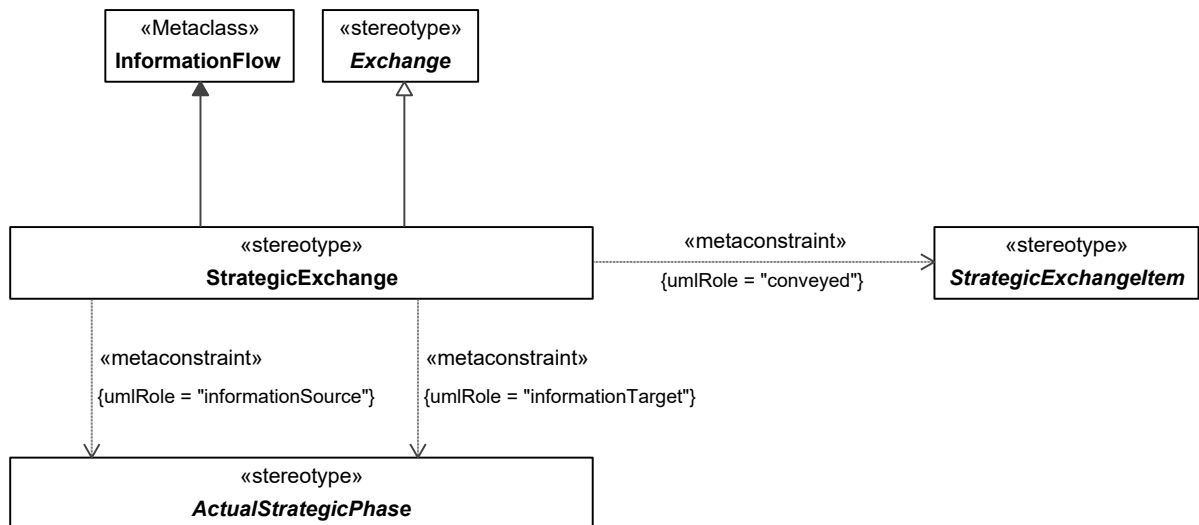 «Metaclass»
InformationFlow
«stereotype»
Exchange
«stereotype»
StrategicExchange
«metaconstraint»
{umlRole = "conveyed"}
«stereotype»
StrategicExchangeItem
«metaconstraint»
{umlRole = "informationSource"}
«metaconstraint»
{umlRole = "informationTarget"}
«stereotype»
ActualStrategicPhase